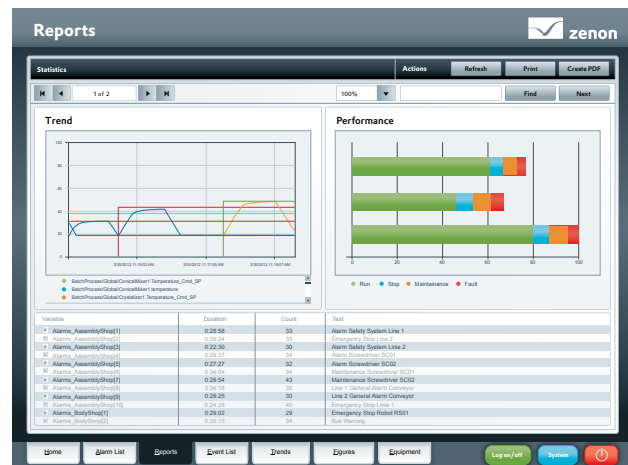 Reports
zenon
Statistics Actions Refresh Print Create PDF
1 of 2 100% Find Next
Trend
100
80
60
40
20
0
3/30/2012 11:16:02 AM 3/30/2012 11:17:05 AM 3/30/2012 11:18:07 AM
BatchProcess/Global/ConicalMixer1.Temperature_Cmd_SP
BatchProcess/Global/ConicalMixer1.temperature
BatchProcess/Global/Crystalizer1.Temperature_Cmd_SP
Performance
0 20 40 60 80 100
Run Stop Maintainance Fault
Variable Duration Count Text
Alarms_AssemblyShop[1] 0:28:58 33 Alarm Safety System Line 1
Alarms_AssemblyShop[2] 0:29:24 33 Emergency Stop Line 2
Alarms_AssemblyShop[3] 0:22:30 30 Alarm Safety System Linie 2
Alarms_AssemblyShop[4] 0:28:37 34 Alarm Screwdriver SC01
Alarms_AssemblyShop[5] 0:27:27 32 Alarm Screwdriver SC02
Alarms_AssemblyShop[6] 0:34:04 34 Maintenance Screwdriver SC01
Alarms_AssemblyShop[7] 0:28:54 43 Maintenance Screwdriver SC02
Alarms_AssemblyShop[8] 0:34:18 35 Line 1 General Alarm Conveyor
Alarms_AssemblyShop[9] 0:28:25 30 Line 2 General Alarm Conveyor
Alarms_AssemblyShop[10] 0:24:28 40 Emergency Stop Linie 1
Alarms_BodyShop[1] 0:29:02 29 Emergency Stop Robot RS01
Alarms_BodyShop[2] 0:30:15 34 Bus Warning
Home Alarm List Reports Event List Trends Figures Equipment Log on/off System